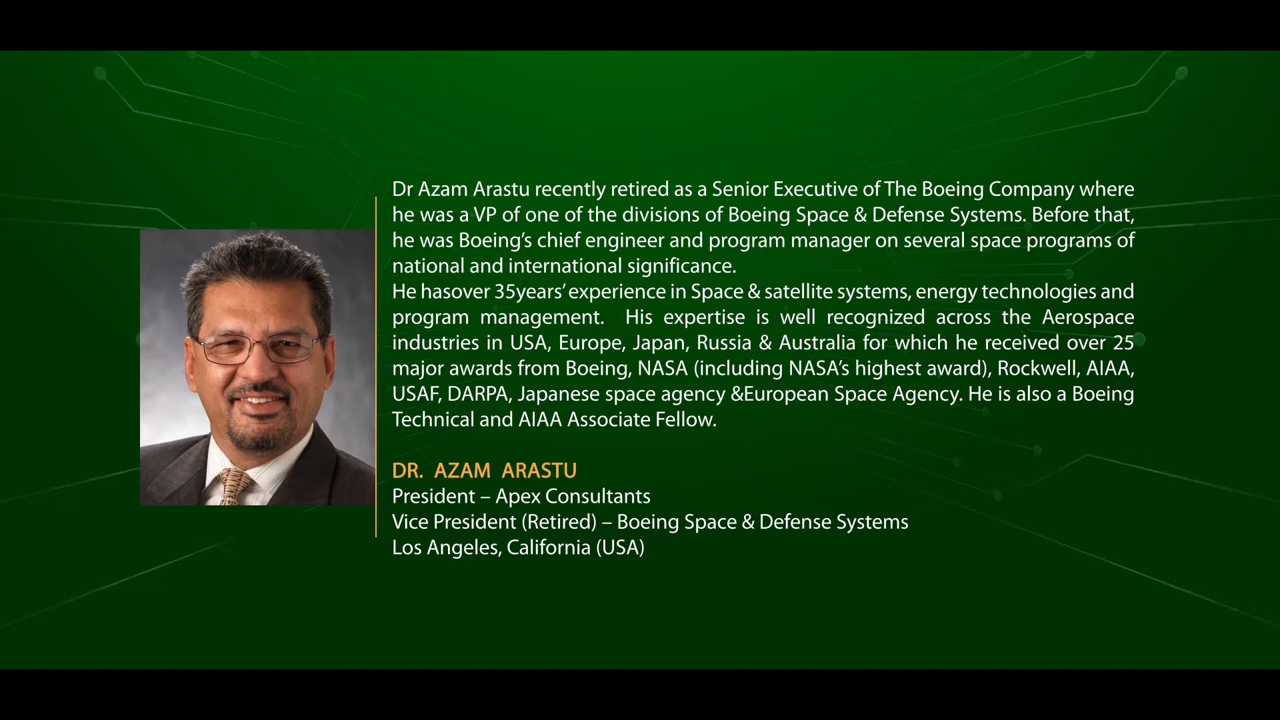 Dr Azam Arastu recently retired as a Senior Executive of The Boeing Company where
he was a VP of one of the divisions of Boeing Space & Defense Systems. Before that,
he was Boeing's chief engineer and program manager on several space programs of
national and international significance.
He hasover 35years' experience in Space & satellite systems, energy technologies and
program management. His expertise is well recognized across the Aerospace
industries in USA, Europe, Japan, Russia & Australia for which he received over 25
major awards from Boeing, NASA (including NASA's highest award), Rockwell, AIAA,
USAF, DARPA, Japanese space agency &European Space Agency. He is also a Boeing
Technical and AIAA Associate Fellow.
DR. AZAM ARASTU
President – Apex Consultants
Vice President (Retired) – Boeing Space & Defense Systems
Los Angeles, California (USA)